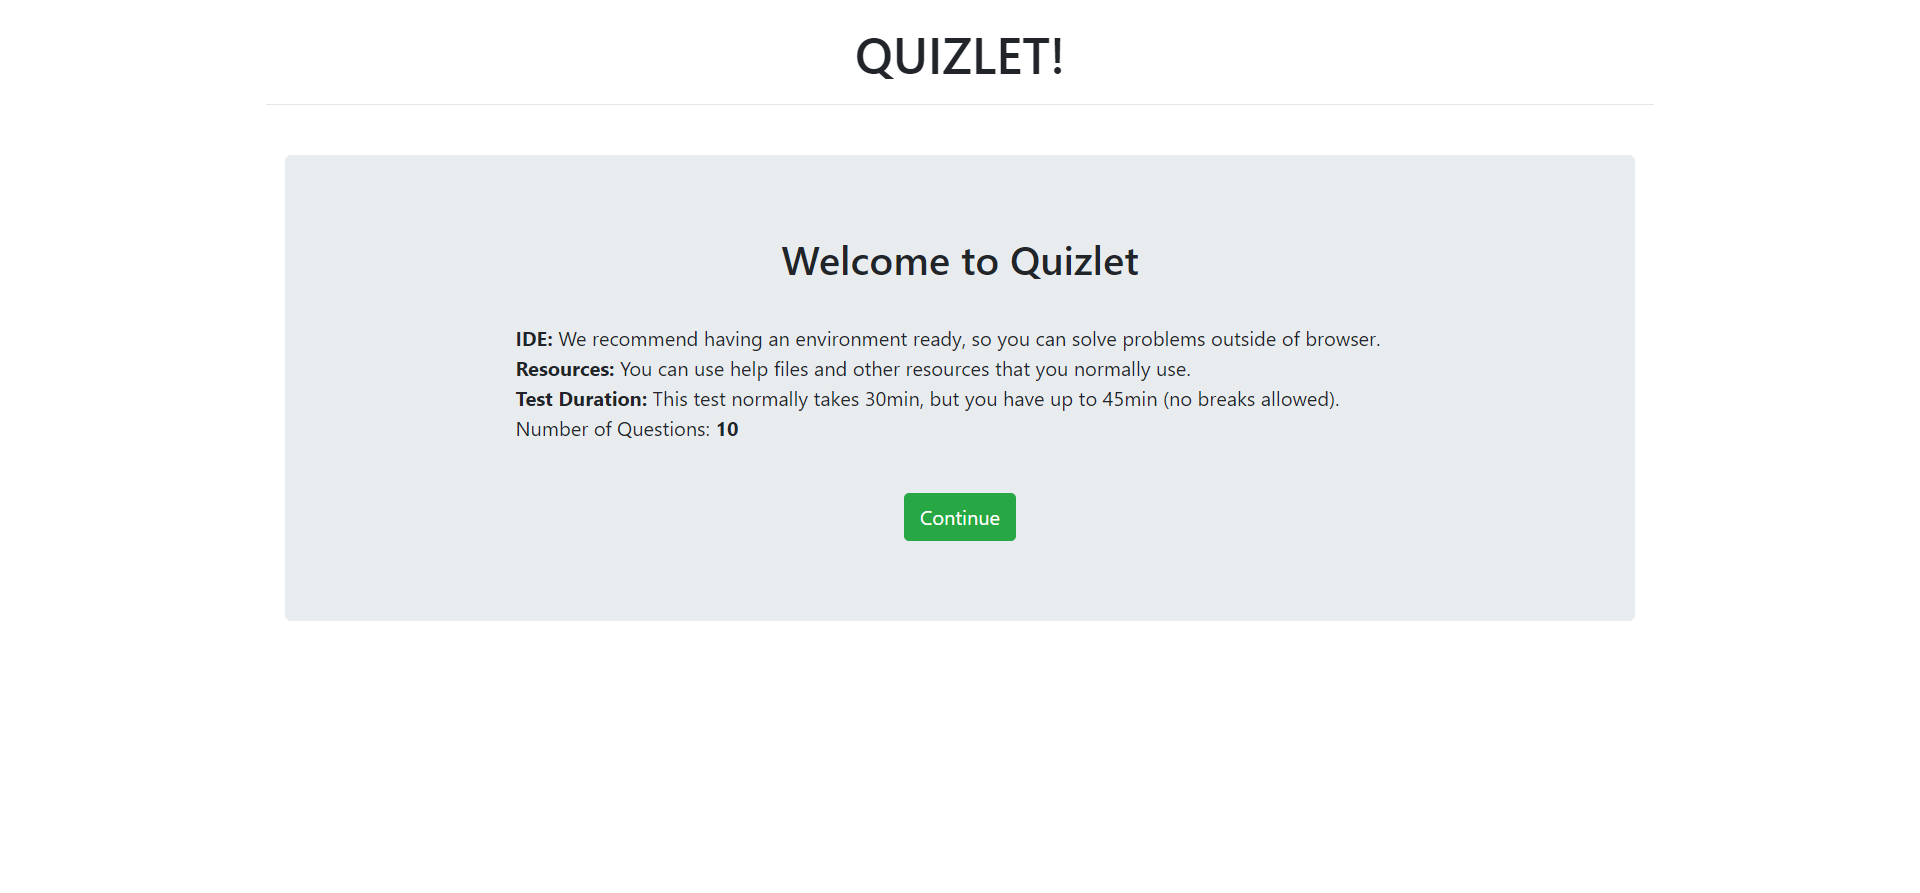 QUIZLET!
Welcome to Quizlet
IDE: We recommend having an environment ready, so you can solve problems outside of browser.
Resources: You can use help files and other resources that you normally use.
Test Duration: This test normally takes 30min, but you have up to 45min (no breaks allowed).
Number of Questions: 10
Continue